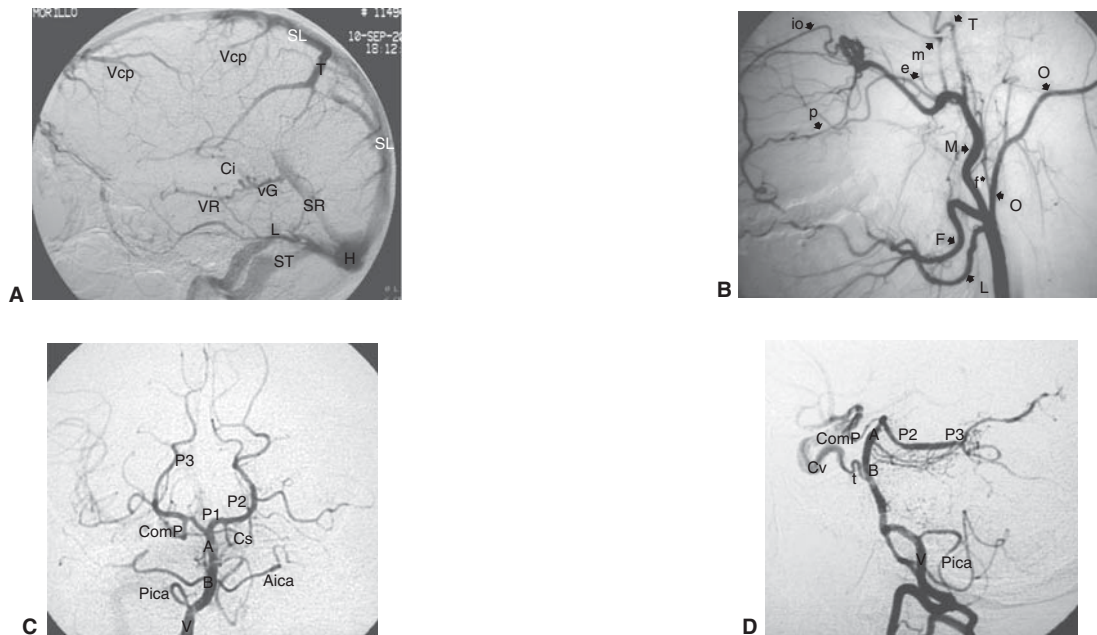 MORILLO
# 1149
10-SEP-20
18:12:
SL
Vcp
Vcp
T
SL
Ci
vG
VR
SR
L
ST
H
A
io
T
m
e
O
p
M
f
O
F
L
B
P3
P2
P1
ComP
Cs
A
Aica
B
Pica
V
C
ComP
A
P2
P3
Cv
t
B
V
Pica
D